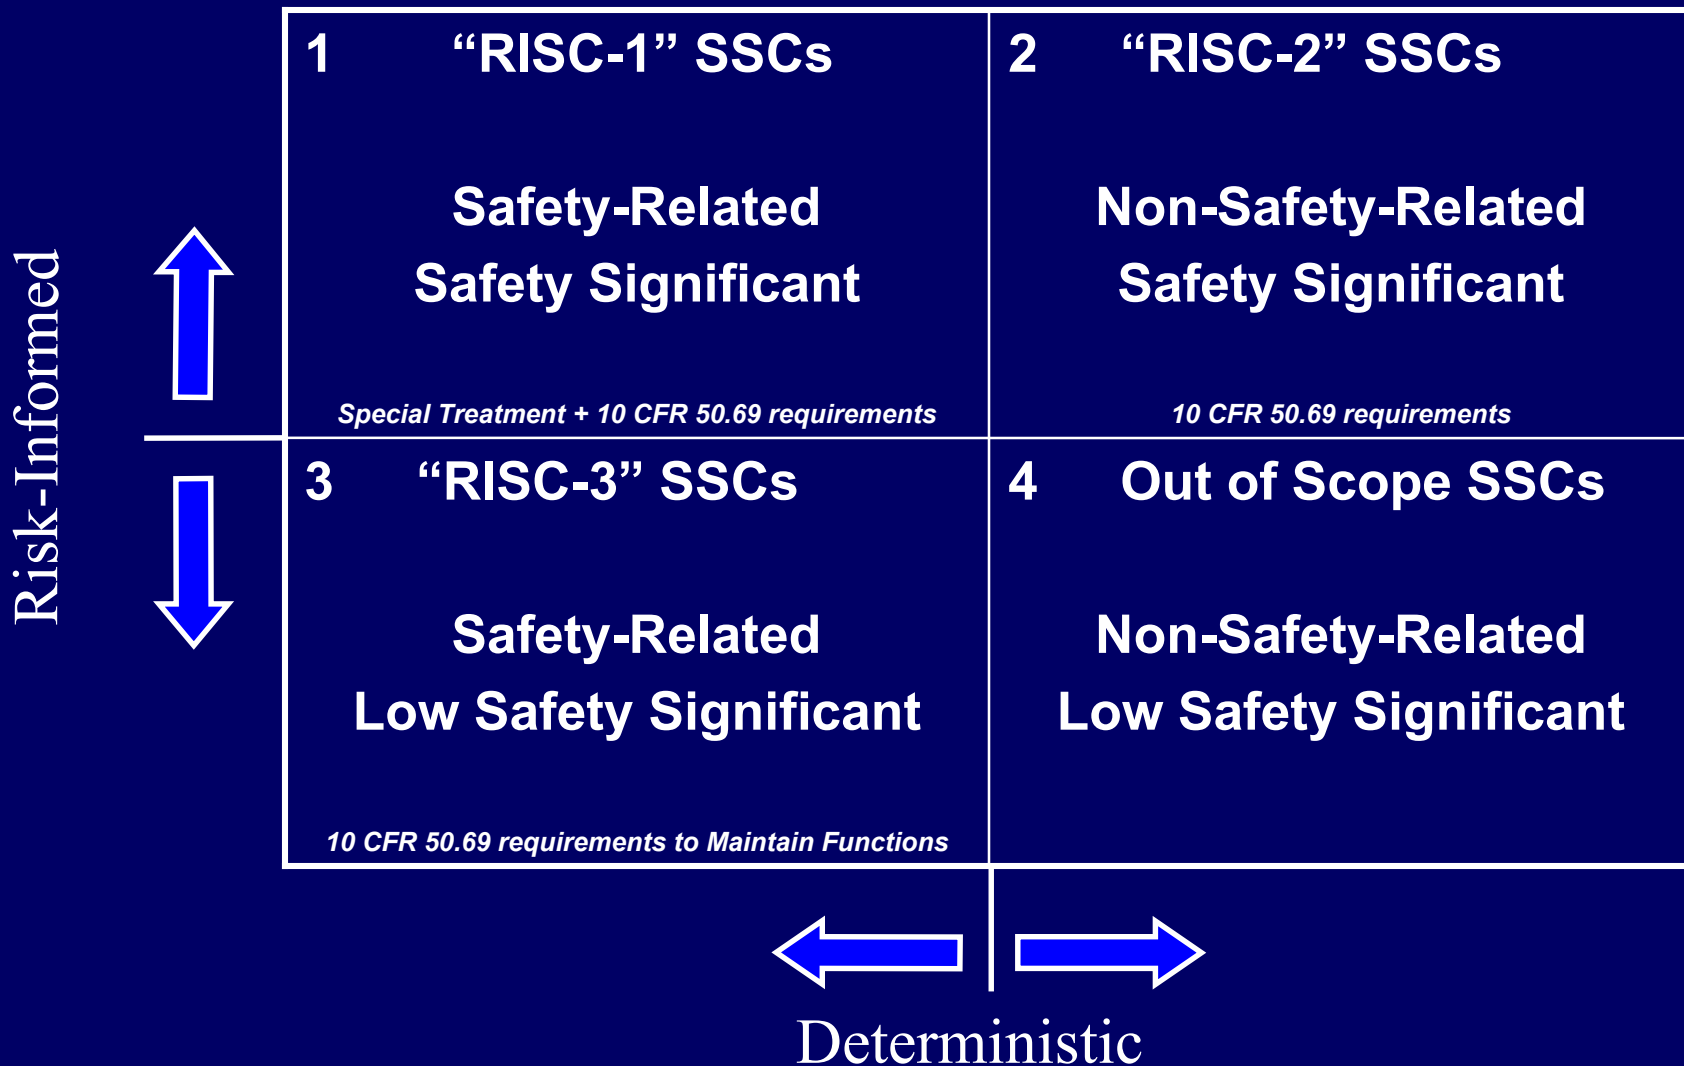 1 “RISC-1” SSCs
Safety-Related
Safety Significant
Special Treatment + 10 CFR 50.69 requirements
2 “RISC-2” SSCs
Non-Safety-Related
Safety Significant
10 CFR 50.69 requirements
Risk-Informed
3 “RISC-3” SSCs
Safety-Related
Low Safety Significant
10 CFR 50.69 requirements to Maintain Functions
4 Out of Scope SSCs
Non-Safety-Related
Low Safety Significant
Deterministic